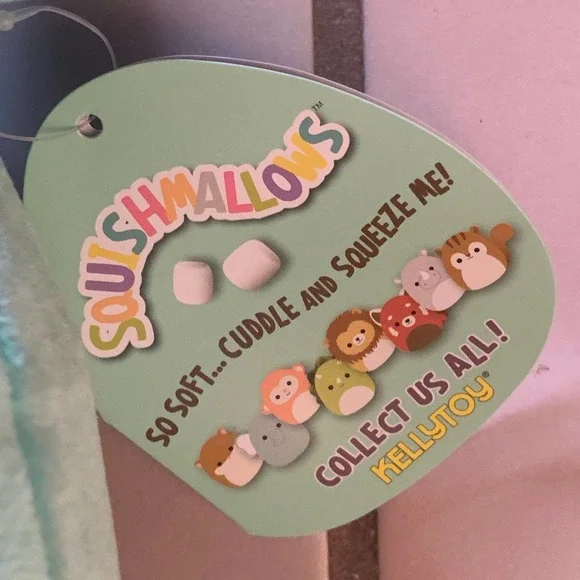 SQUISHMALLOWS™
SO SOFT... CUDDLE AND SQUEEZE ME!
COLLECT US ALL!
KELLYTOY®